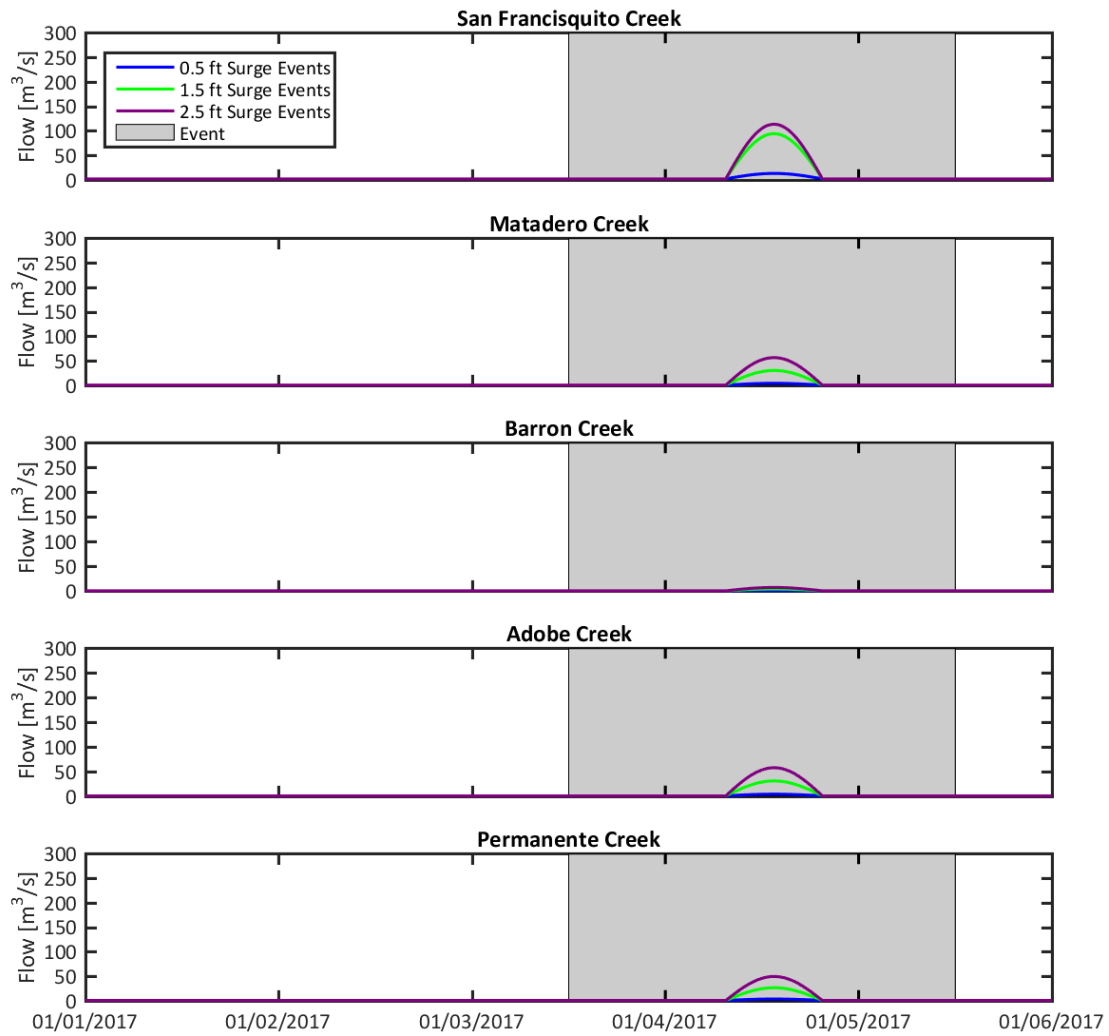 San Francisquito Creek
300
250
200
150
100
50
0
Flow [m³/s]
0.5 ft Surge Events
1.5 ft Surge Events
2.5 ft Surge Events
Event
Matadero Creek
300
250
200
150
100
50
0
Flow [m³/s]
Barron Creek
300
250
200
150
100
50
0
Flow [m³/s]
Adobe Creek
300
250
200
150
100
50
0
Flow [m³/s]
Permanente Creek
300
250
200
150
100
50
0
Flow [m³/s]
01/01/2017 01/02/2017 01/03/2017 01/04/2017 01/05/2017 01/06/2017